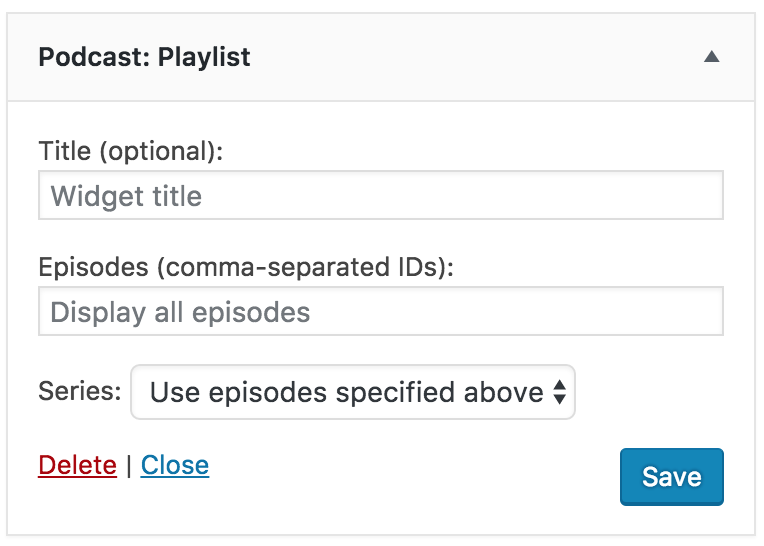 Podcast: Playlist
Title (optional):
Widget title
Episodes (comma-separated IDs):
Display all episodes
Series: Use episodes specified above
Delete | Close
Save